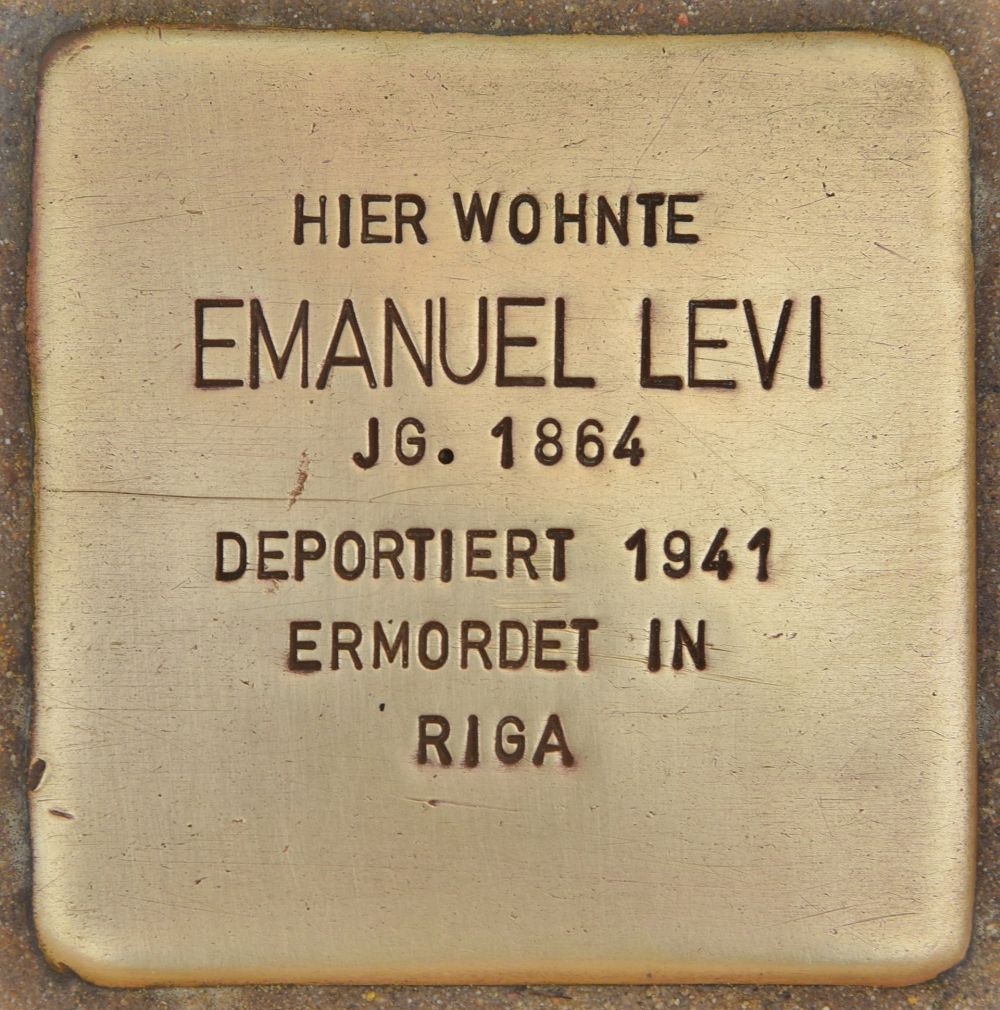 HIER WOHNTE
EMANUEL LEVI
JG. 1864
DEPORTIERT 1941
ERMORDET IN
RIGA